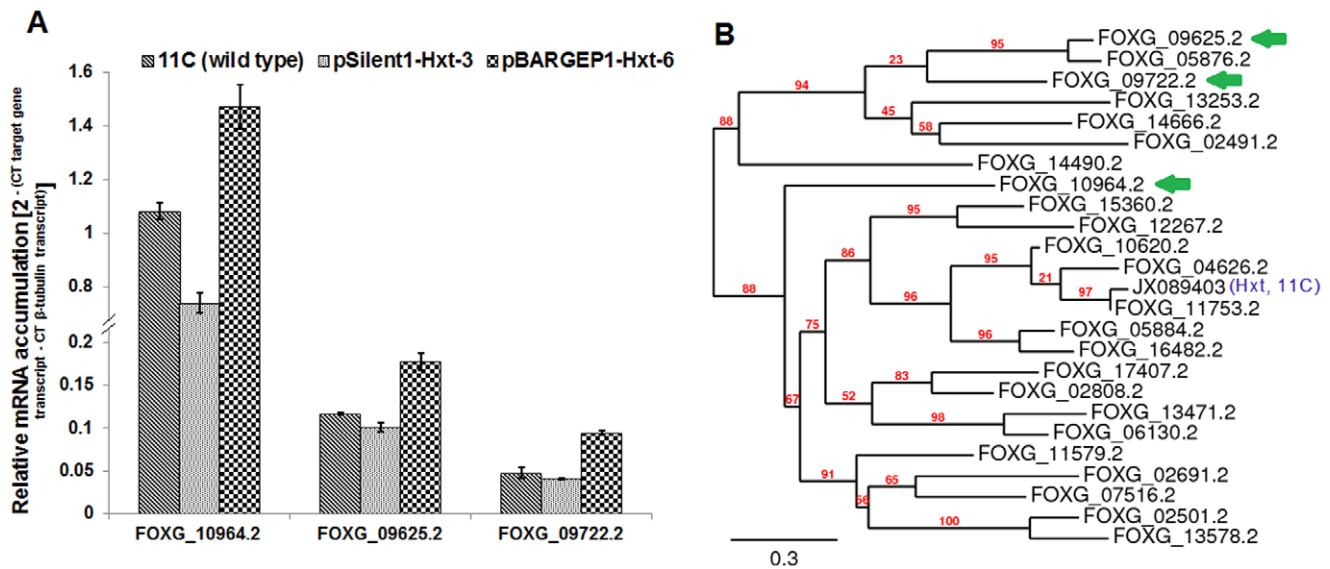 A
11C (wild type) pSilent1-Hxt-3 pBARGEP1-Hxt-6
Relative mRNA accumulation [2 - (CT target gene
transcript - CT β-tubulin transcript)]
1.6
1.4
1.2
1
0.8
0.2
0.15
0.1
0.05
0
FOXG_10964.2 FOXG_09625.2 FOXG_09722.2
B
95
FOXG_09625.2
FOXG_05876.2
23
FOXG_09722.2
94
FOXG_13253.2
45
FOXG_14666.2
58
FOXG_02491.2
88
FOXG_14490.2
FOXG_10964.2
95
FOXG_15360.2
FOXG_12267.2
86
FOXG_10620.2
95
FOXG_04626.2
21
JX089403 (Hxt, 11C)
97
FOXG_11753.2
96
88
FOXG_05884.2
96
FOXG_16482.2
75
FOXG_17407.2
83
FOXG_02808.2
52
67
FOXG_13471.2
98
FOXG_06130.2
FOXG_11579.2
91
FOXG_02691.2
65
FOXG_07516.2
56
FOXG_02501.2
100
FOXG_13578.2
0.3